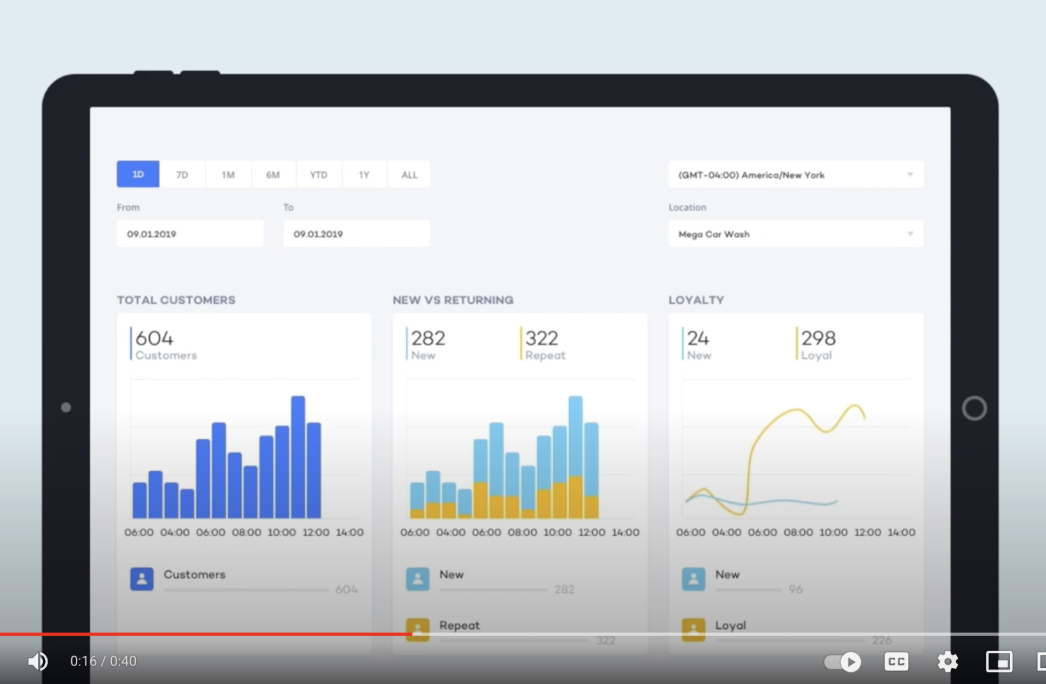 1D 7D 1M 6M YTD 1Y ALL
(GMT-04:00) America/New York
From To Location
09.01.2019 09.01.2019 Mega Car Wash
TOTAL CUSTOMERS NEW VS RETURNING LOYALTY
604 282 322 24 298
Customers New Repeat New Loyal
06:00 04:00 06:00 08:00 10:00 12:00 14:00 06:00 04:00 06:00 08:00 10:00 12:00 14:00 06:00 04:00 06:00 08:00 10:00 12:00 14:00
Customers New New
604 282 96
Repeat Loyal
322 226
0:16 / 0:40 CC